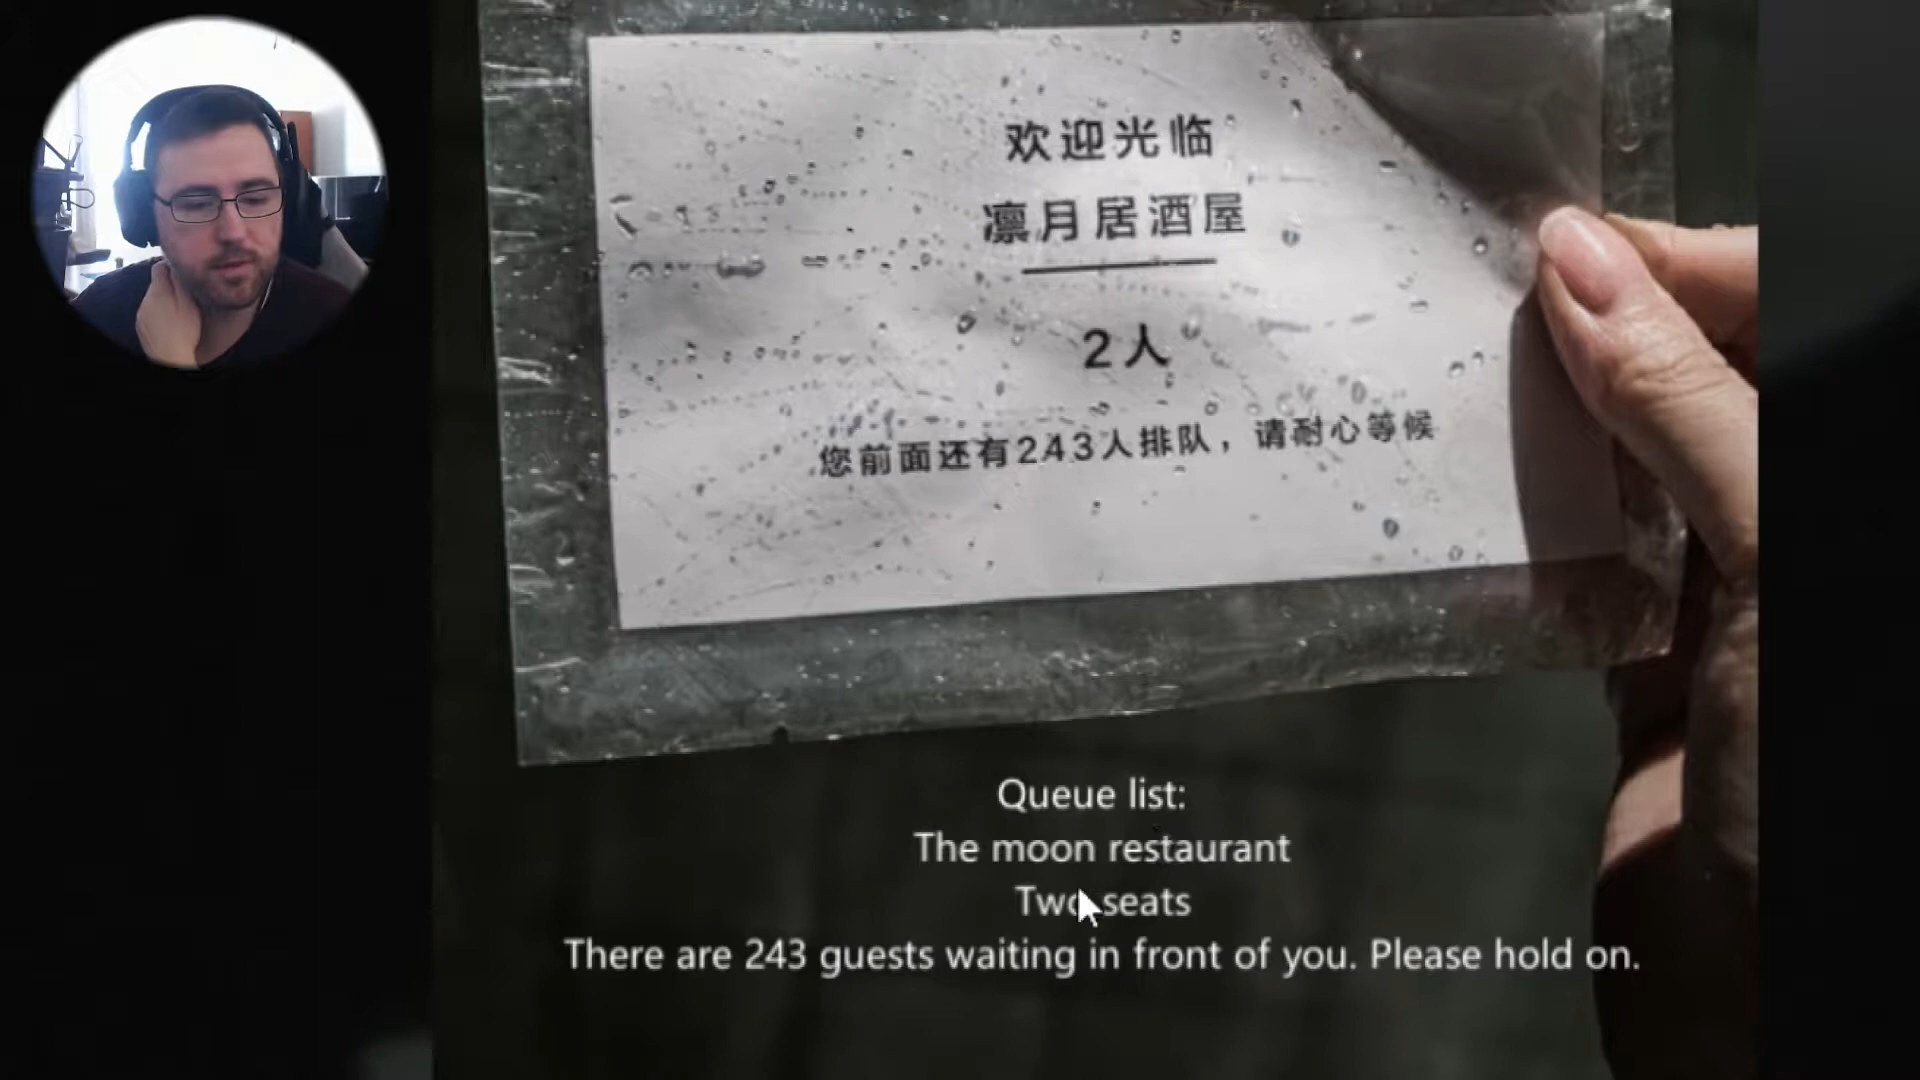 欢迎光临
凛月居酒屋
2人
您前面还有243人排队，请耐心等候
Queue list:
The moon restaurant
Two seats
There are 243 guests waiting in front of you. Please hold on.